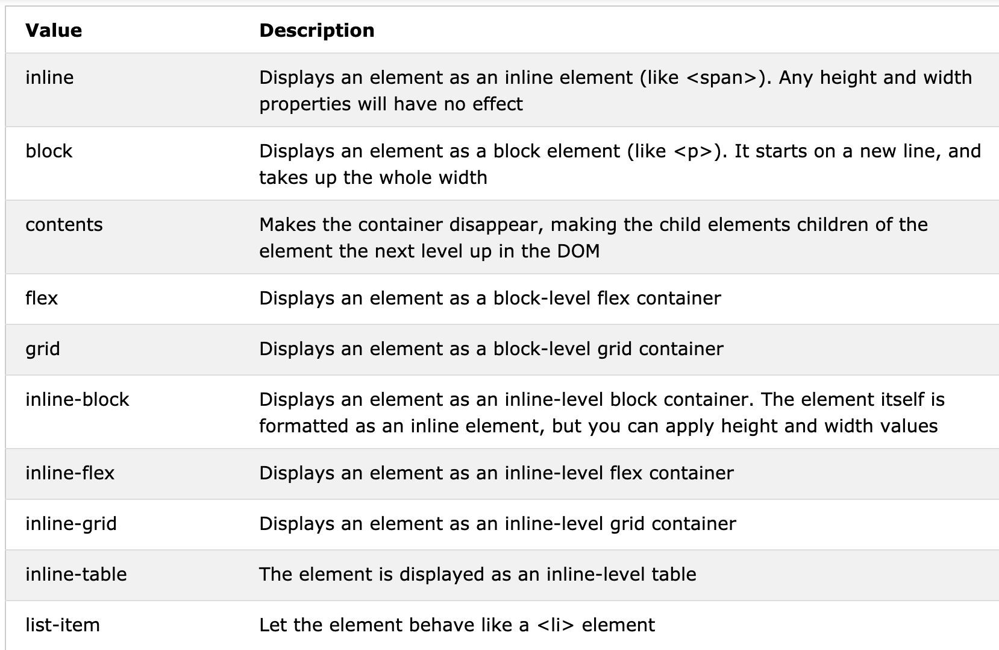 Value Description
inline Displays an element as an inline element (like <span>). Any height and width
properties will have no effect
block Displays an element as a block element (like <p>). It starts on a new line, and
takes up the whole width
contents Makes the container disappear, making the child elements children of the
element the next level up in the DOM
flex Displays an element as a block-level flex container
grid Displays an element as a block-level grid container
inline-block Displays an element as an inline-level block container. The element itself is
formatted as an inline element, but you can apply height and width values
inline-flex Displays an element as an inline-level flex container
inline-grid Displays an element as an inline-level grid container
inline-table The element is displayed as an inline-level table
list-item Let the element behave like a <li> element